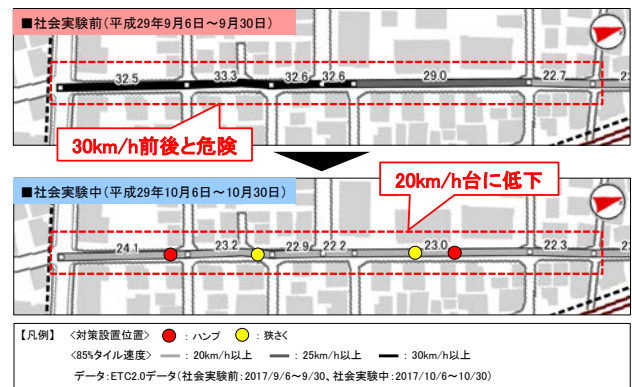 ■社会実験前(平成29年9月6日～9月30日)
32.5 33.3 32.6 32.6 29.0 22.7
30km/h前後と危険
20km/h台に低下
■社会実験中(平成29年10月6日～10月30日)
24.1 23.2 22.9 22.2 23.0 22.3
【凡例】 <対策設置位置> : ハンプ : 狭さく
<85%タイル速度> : 20km/h以上 : 25km/h以上 : 30km/h以上
データ:ETC2.0データ(社会実験前:2017/9/6～9/30、社会実験中:2017/10/6～10/30)